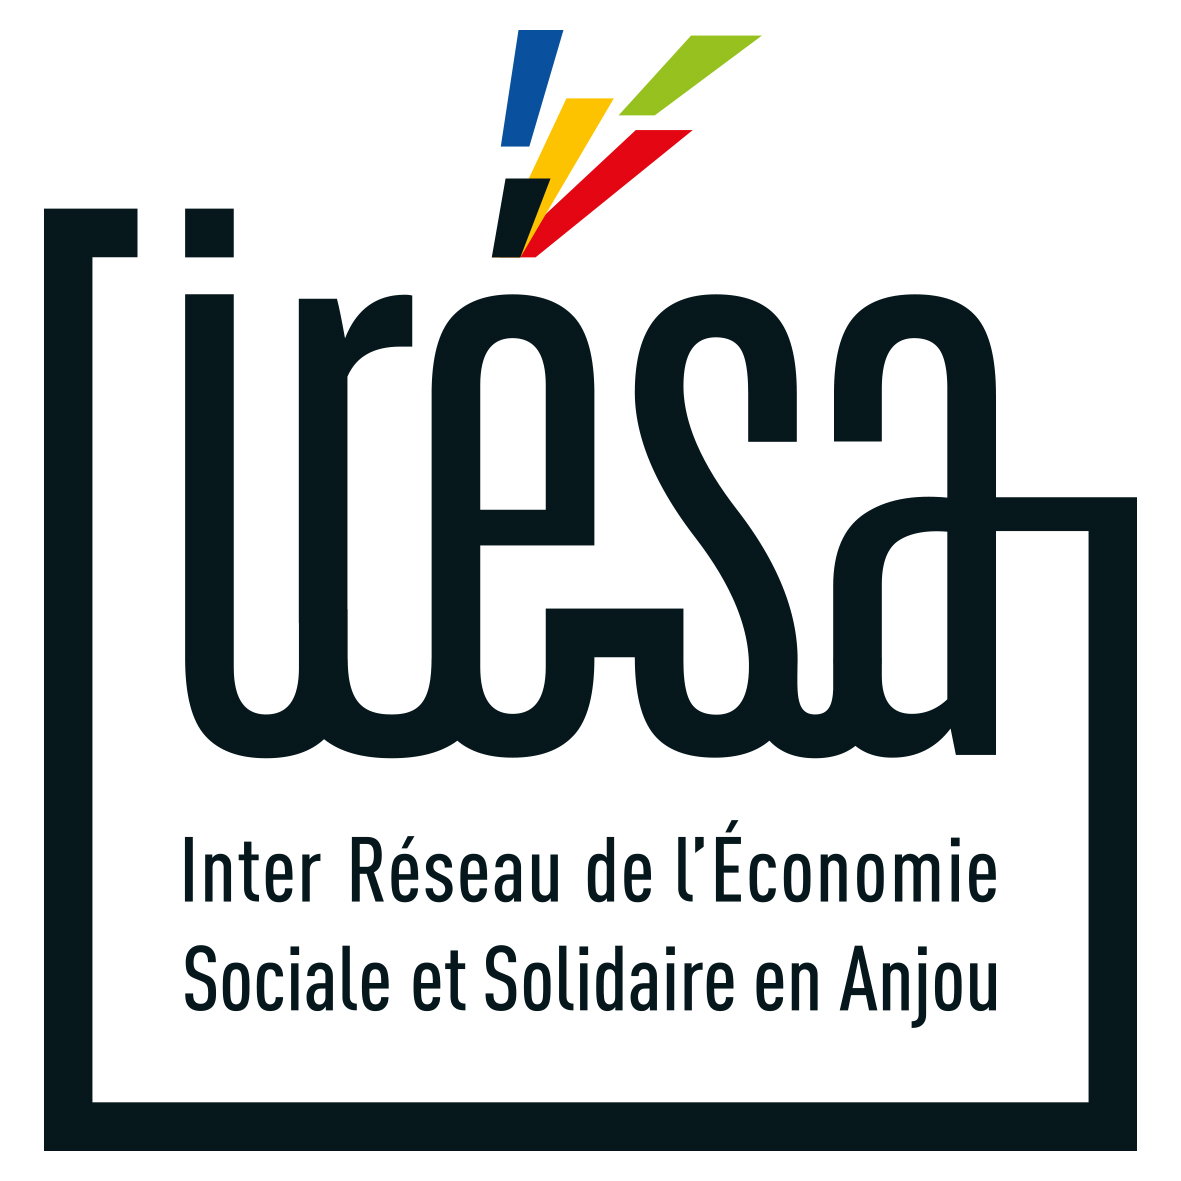 irésa
Inter Réseau de l’Économie
Sociale et Solidaire en Anjou